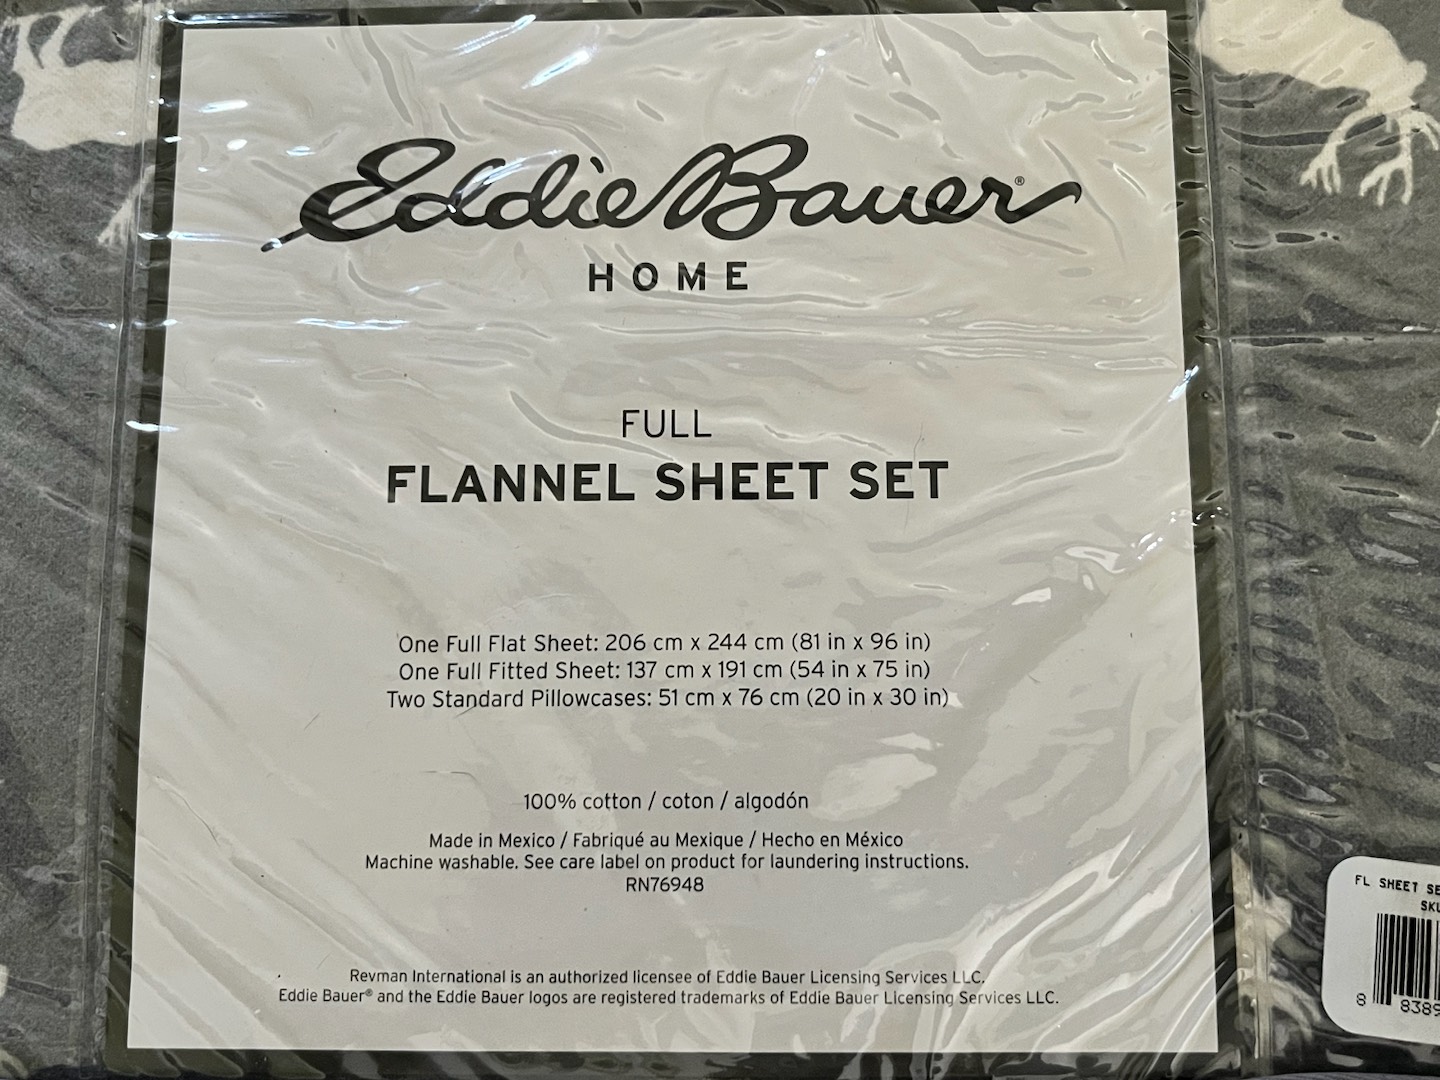 Eddie Bauer®
HOME
FULL
FLANNEL SHEET SET
One Full Flat Sheet: 206 cm x 244 cm (81 in x 96 in)
One Full Fitted Sheet: 137 cm x 191 cm (54 in x 75 in)
Two Standard Pillowcases: 51 cm x 76 cm (20 in x 30 in)
100% cotton / coton / algodón
Made in Mexico / Fabriqué au Mexique / Hecho en México
Machine washable. See care label on product for laundering instructions.
RN76948
Revman International is an authorized licensee of Eddie Bauer Licensing Services LLC.
Eddie Bauer® and the Eddie Bauer logos are registered trademarks of Eddie Bauer Licensing Services LLC.
FL SHEET SE
SKU
8 8389